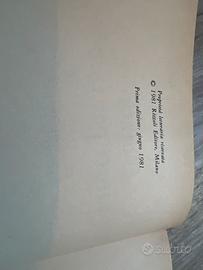 Proprietà letteraria riservata
© 1981 Rizzoli Editore, Milano
Prima edizione: giugno 1981
subito